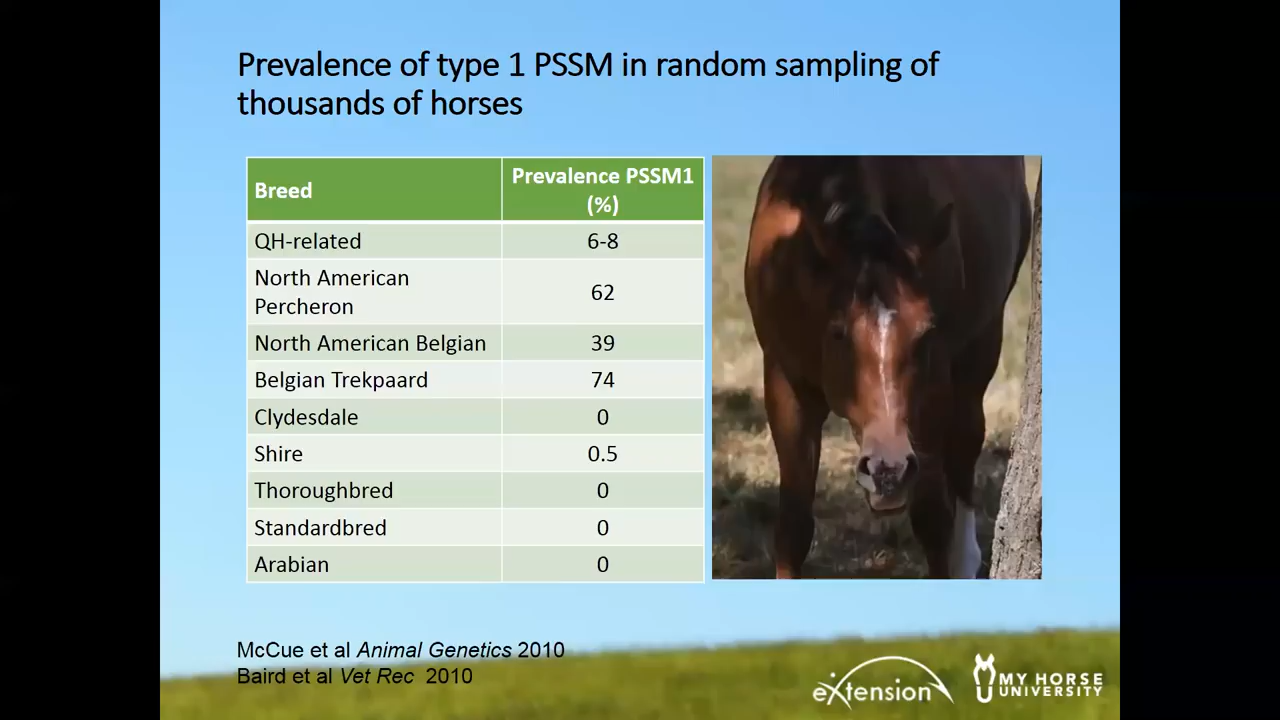 Prevalence of type 1 PSSM in random sampling of
thousands of horses
Breed
Prevalence PSSM1
(%)
QH-related
6-8
North American
Percheron
62
North American Belgian
39
Belgian Trekpaard
74
Clydesdale
0
Shire
0.5
Thoroughbred
0
Standardbred
0
Arabian
0
McCue et al Animal Genetics 2010
Baird et al Vet Rec 2010
eXtension
MY HORSE
UNIVERSITY